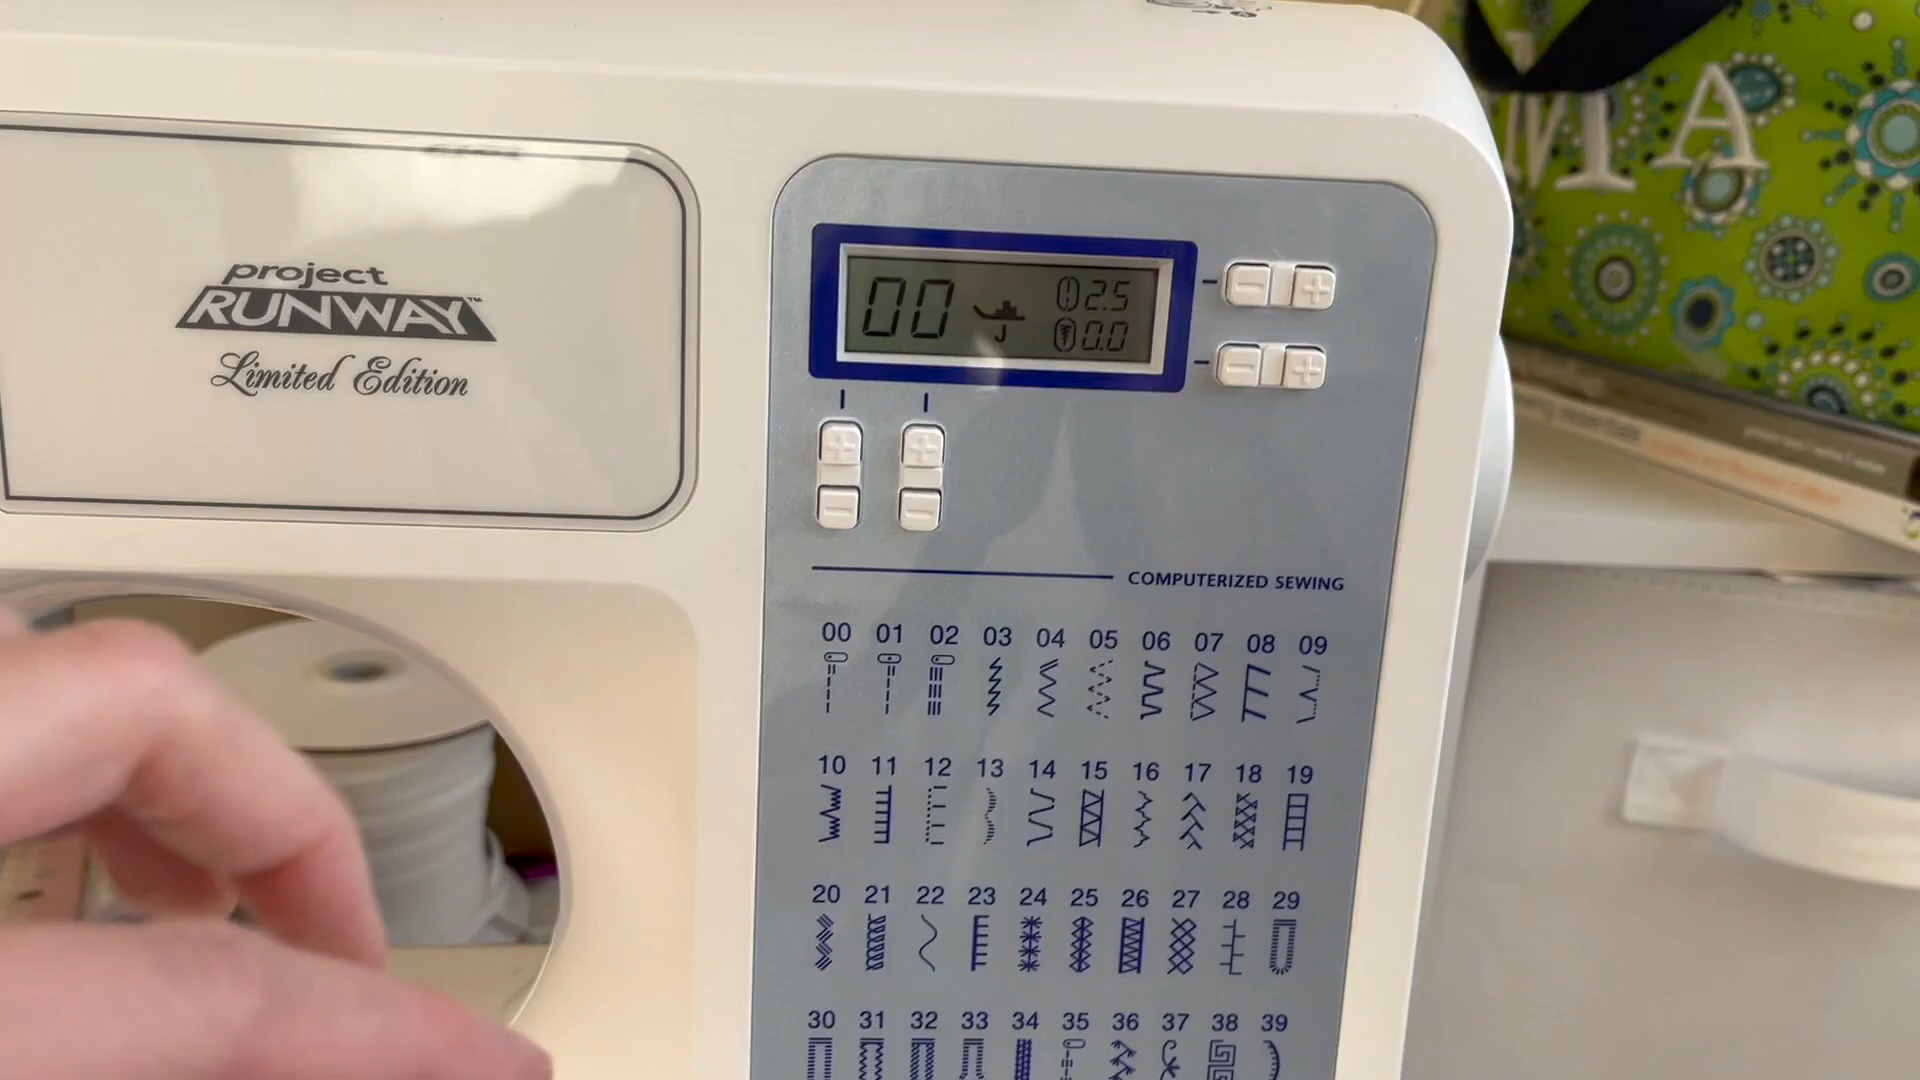 MA
project
RUNWAY™
Limited Edition
00 J 2.5
0.0
- +
- +
+ +
- -
COMPUTERIZED SEWING
00 01 02 03 04 05 06 07 08 09
10 11 12 13 14 15 16 17 18 19
20 21 22 23 24 25 26 27 28 29
30 31 32 33 34 35 36 37 38 39